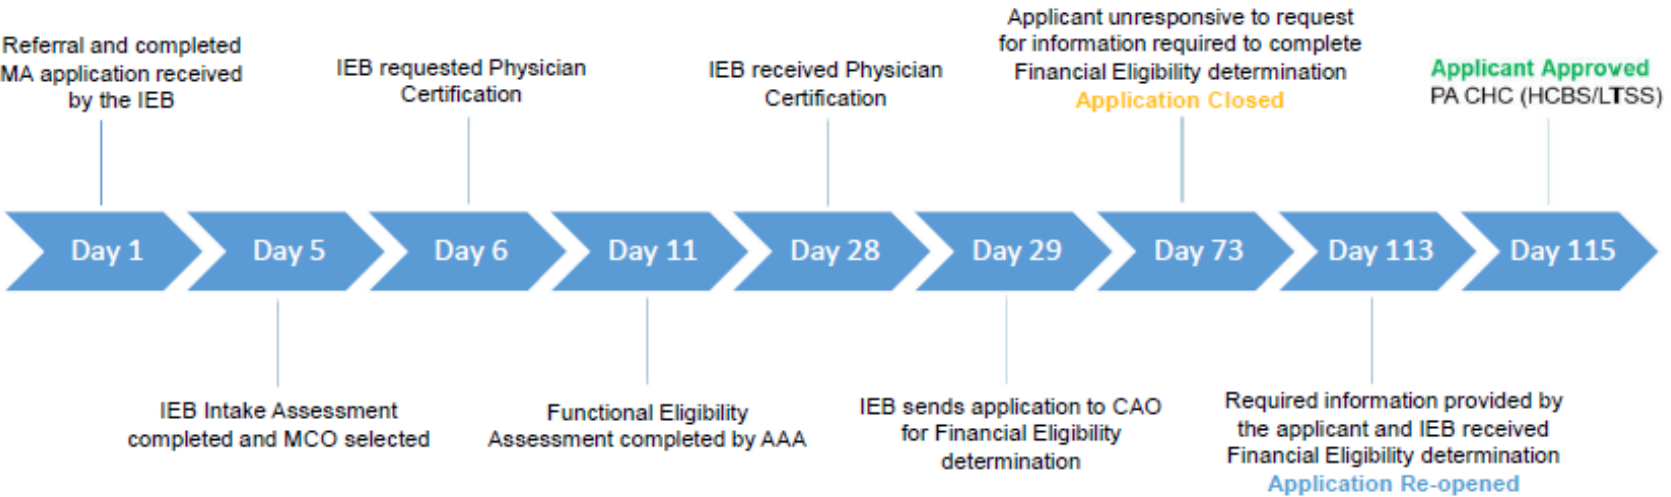 Referral and completed
MA application received
by the IEB
IEB requested Physician
Certification
IEB received Physician
Certification
Applicant unresponsive to request
for information required to complete
Financial Eligibility determination
Application Closed
Applicant Approved
PA CHC (HCBS/LTSS)
Day 1
Day 5
Day 6
Day 11
Day 28
Day 29
Day 73
Day 113
Day 115
IEB Intake Assessment
completed and MCO selected
Functional Eligibility
Assessment completed by AAA
IEB sends application to CAO
for Financial Eligibility
determination
Required information provided by
the applicant and IEB received
Financial Eligibility determination
Application Re-opened